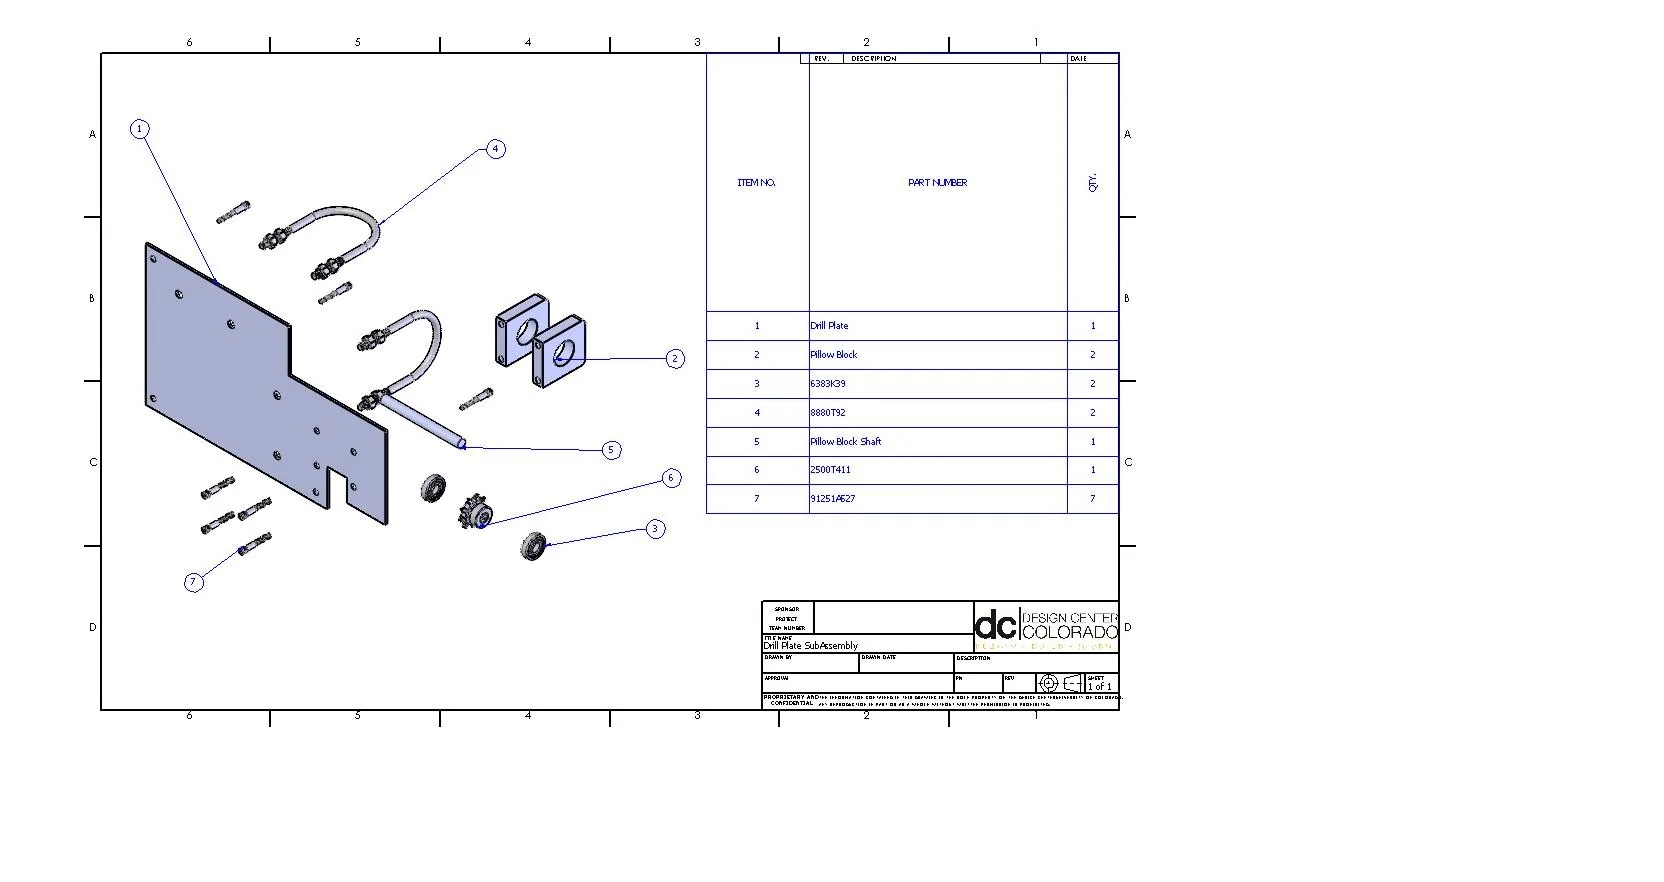 6 5 4 3 2 1
REV. DESCRIPTION DATE
A A
1
4
ITEM NO. PART NUMBER QTY.
B B
1 Drill Plate 1
2 Pillow Block 2
2
3 6383K39 2
4 8880T92 2
5 Pillow Block Shaft 1
5
C C
6 2500T411 1
6
7 91251A627 7
3
7
SPONSOR
PROJECT
TEAM NUMBER
dc DESIGN CENTER
COLORADO
D D
FILE NAME
Drill Plate SubAssembly
DRAWN BY DRAWN DATE DESCRIPTION
APPROVAL PN REV SHEET
1 of 1
PROPRIETARY AND
CONFIDENTIAL
6 5 4 3 2 1